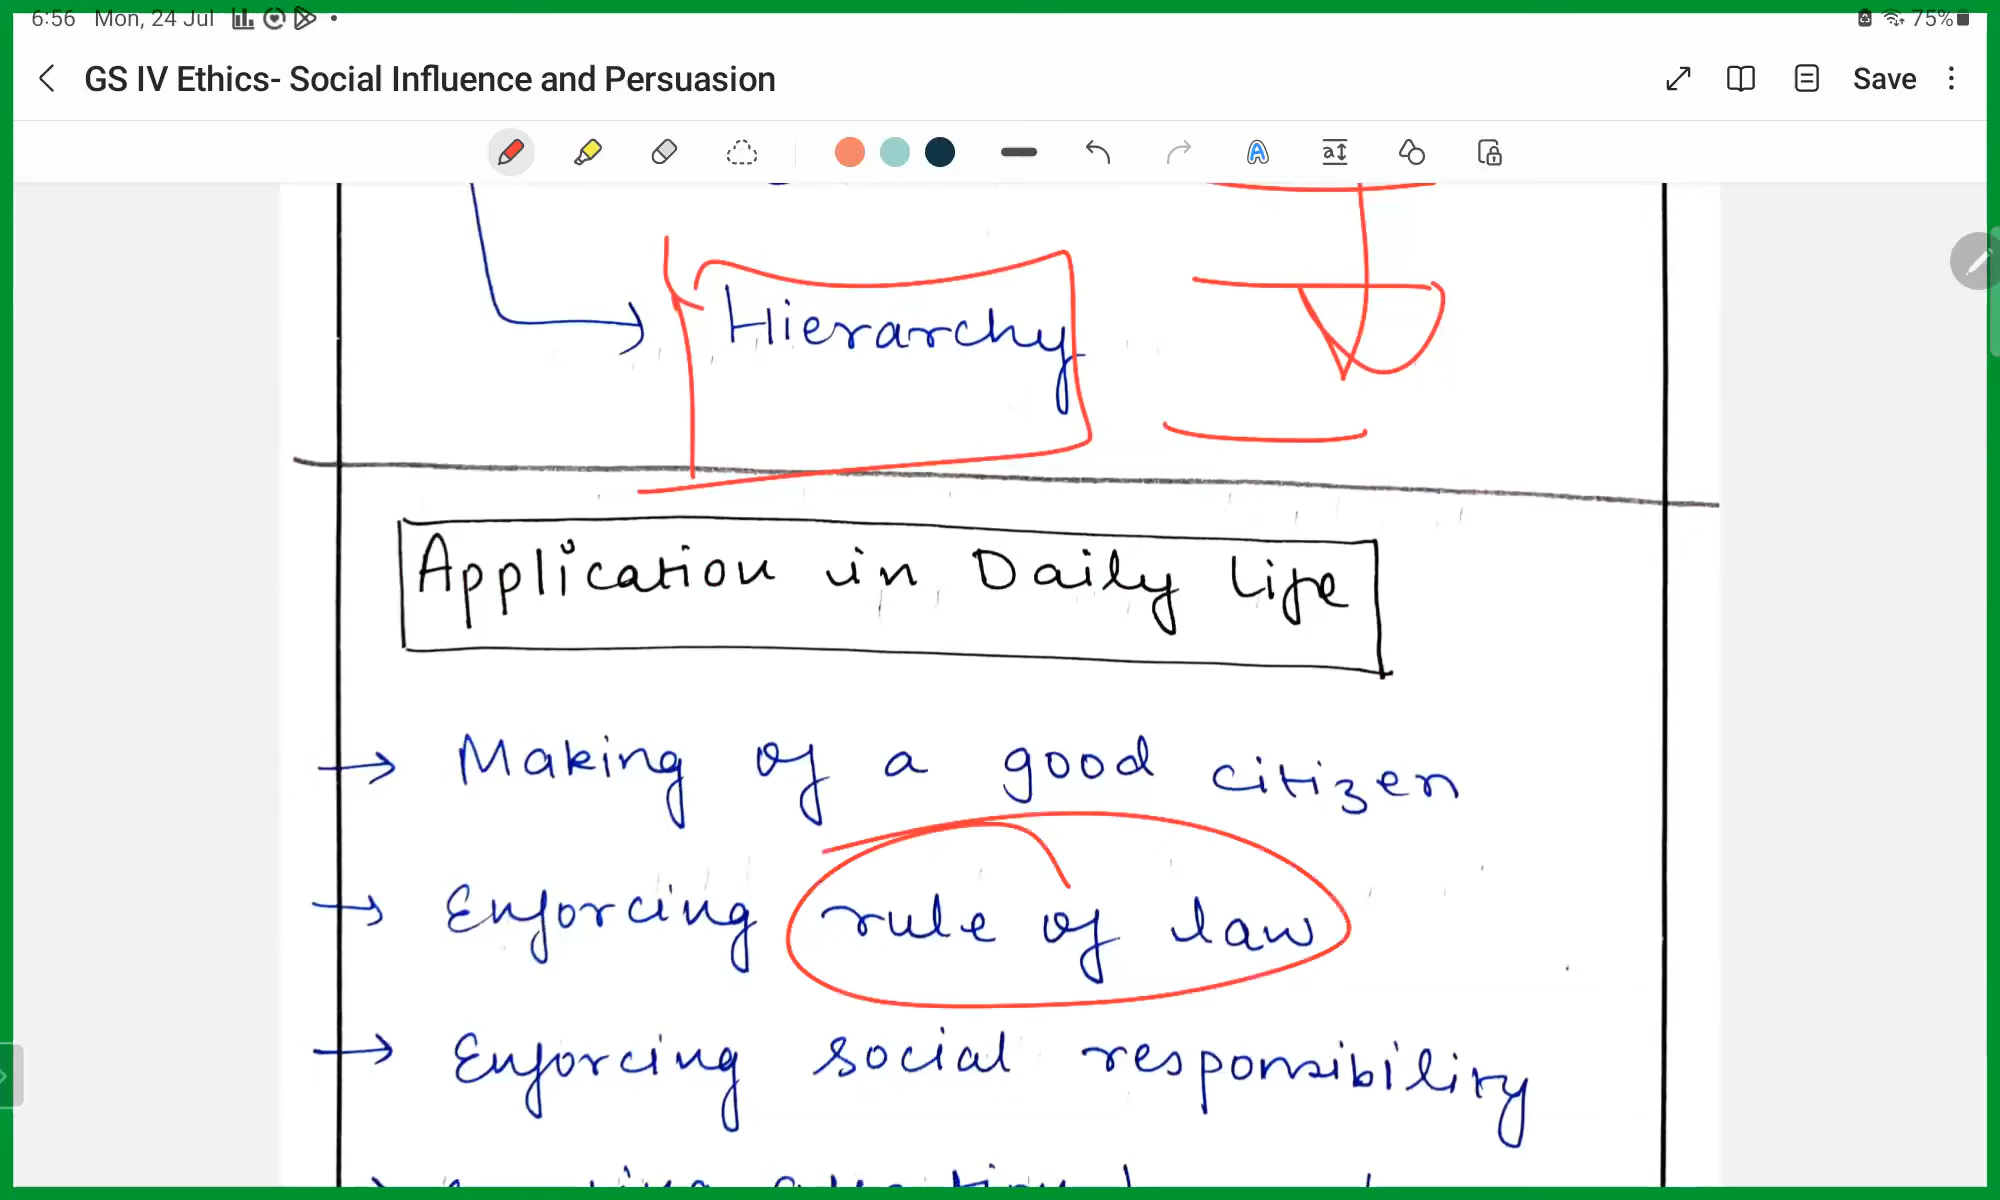 6:56 Mon, 24 Jul 75%
GS IV Ethics- Social Influence and Persuasion Save
Hierarchy
Application in Daily Life
→ Making of a good citizen
→ Enforcing rule of law
→ Enforcing social responsibility